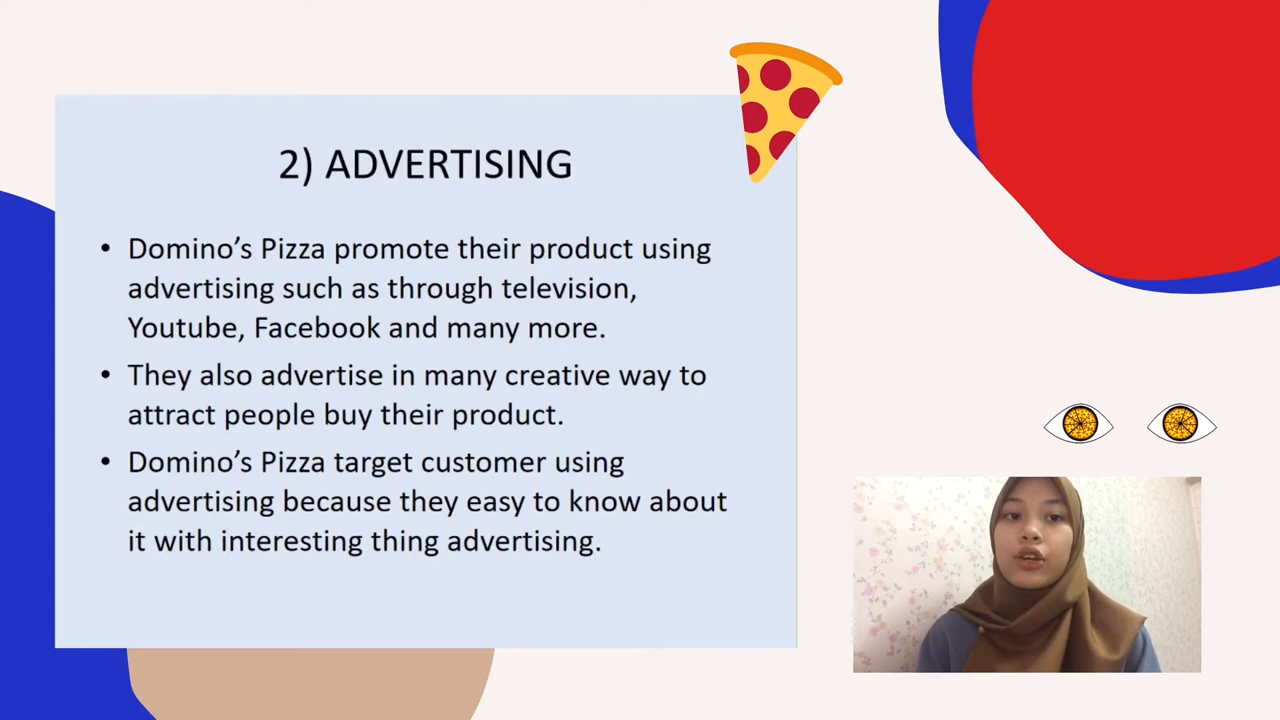 2) ADVERTISING
• Domino’s Pizza promote their product using
advertising such as through television,
Youtube, Facebook and many more.
• They also advertise in many creative way to
attract people buy their product.
• Domino’s Pizza target customer using
advertising because they easy to know about
it with interesting thing advertising.